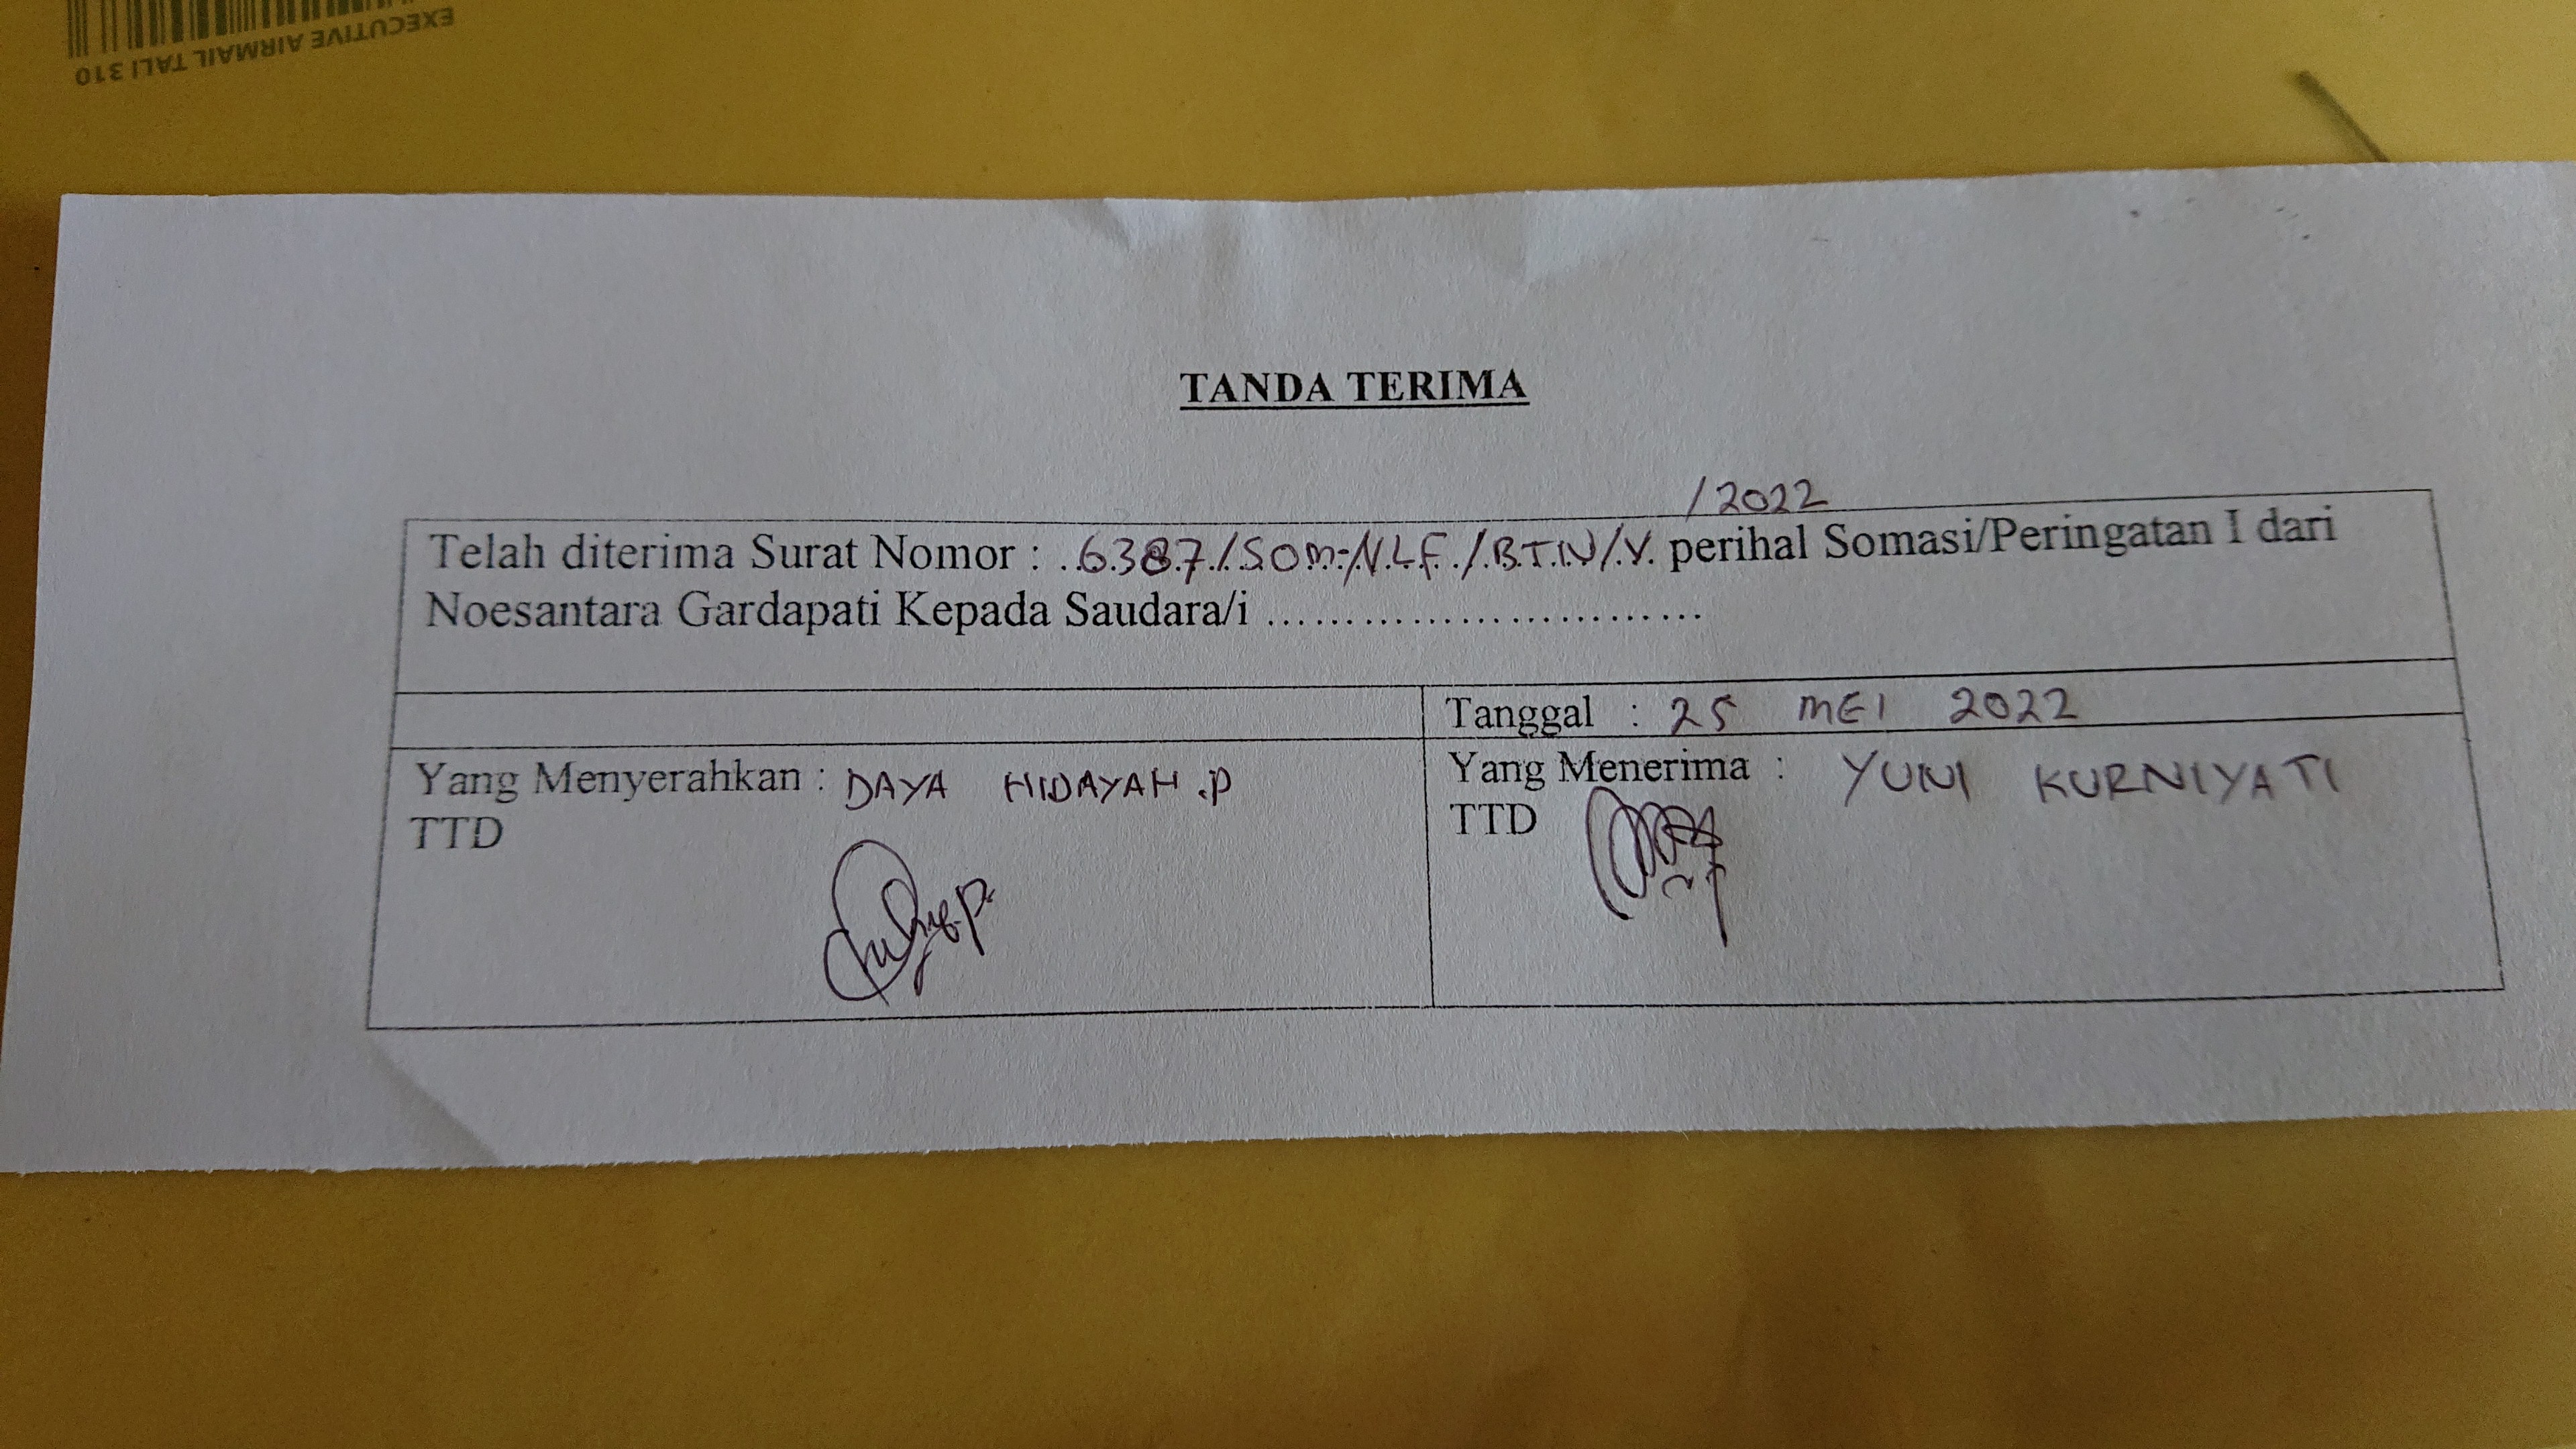 EXECUTIVE AIRMAIL TALI 310
TANDA TERIMA
/2022
Telah diterima Surat Nomor : ..6387/SOM-NLF/BTN/V. perihal Somasi/Peringatan I dari
Noesantara Gardapati Kepada Saudara/i ............................
Tanggal : 25 MEI 2022
Yang Menyerahkan : DAYA HIDAYAH .P
TTD
Yang Menerima : YUNI KURNIYATI
TTD